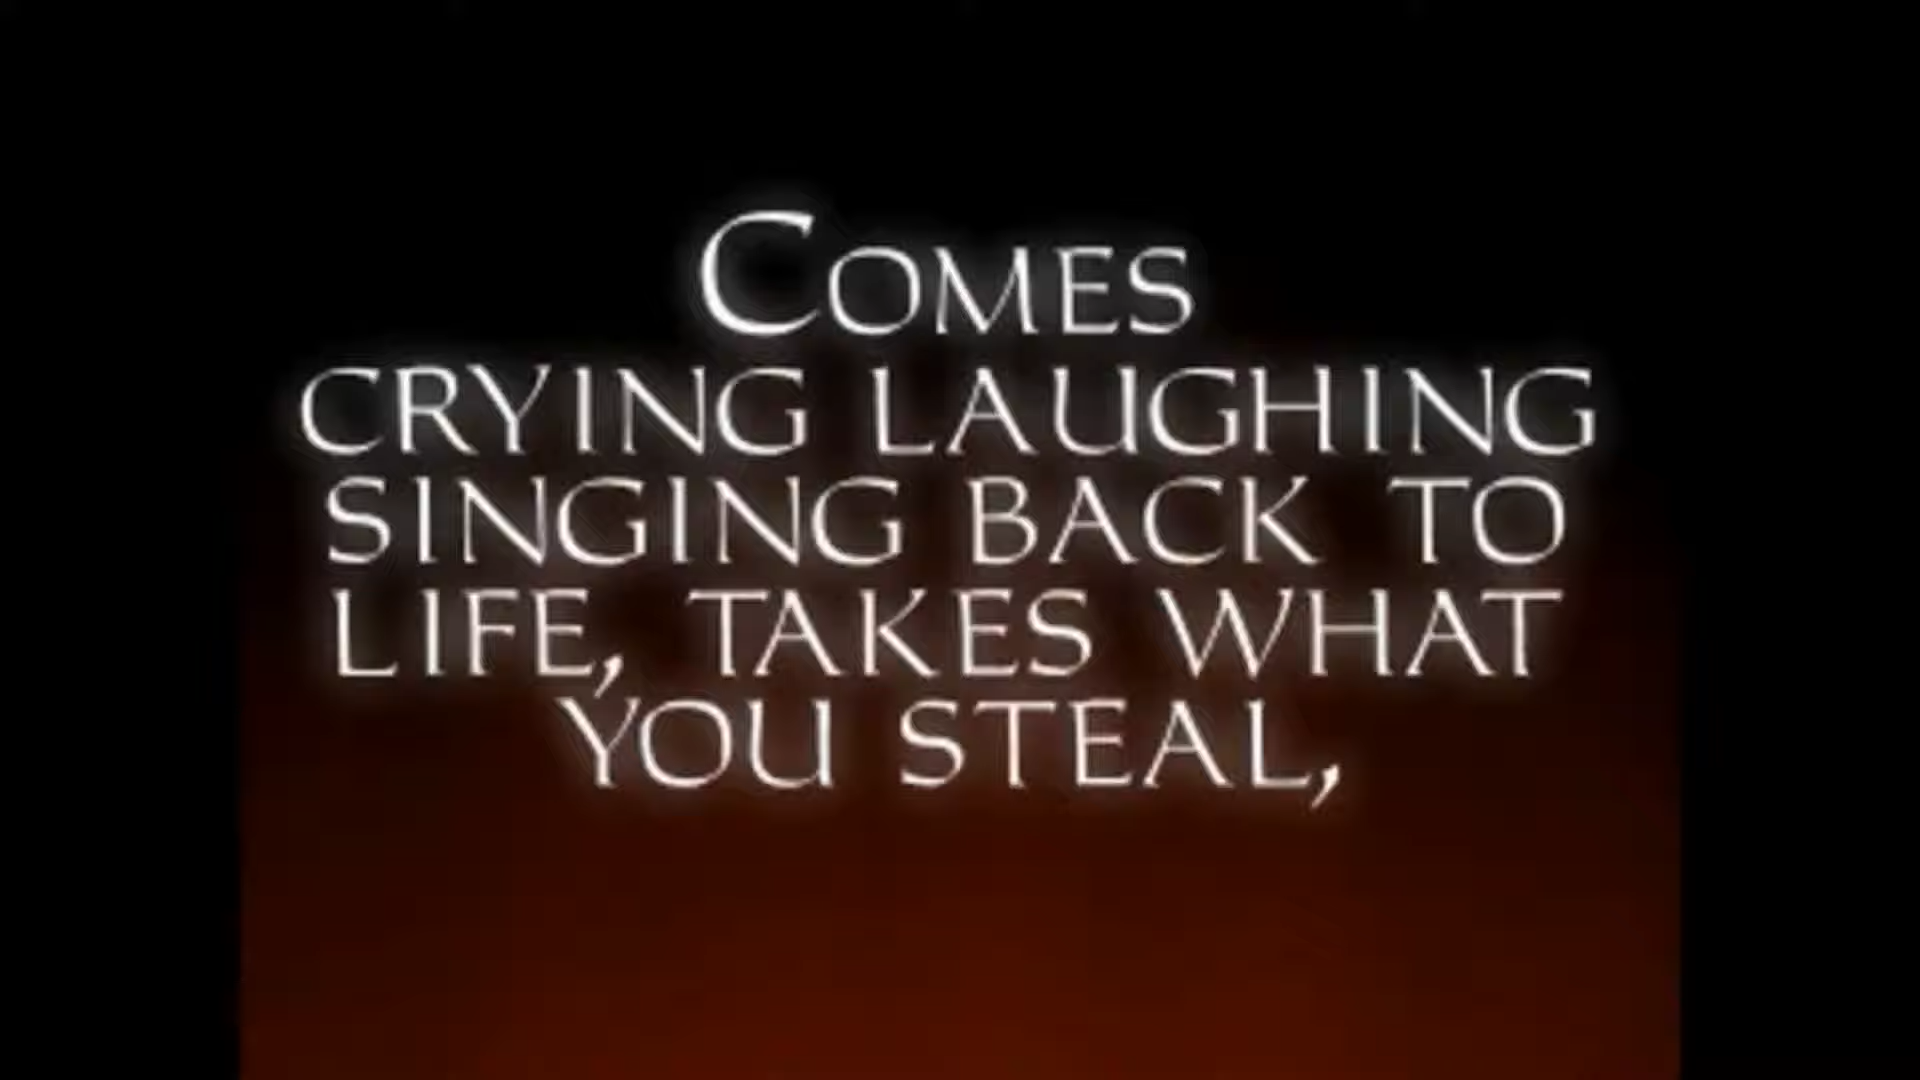 COMES
CRYING LAUGHING
SINGING BACK TO
LIFE, TAKES WHAT
YOU STEAL,